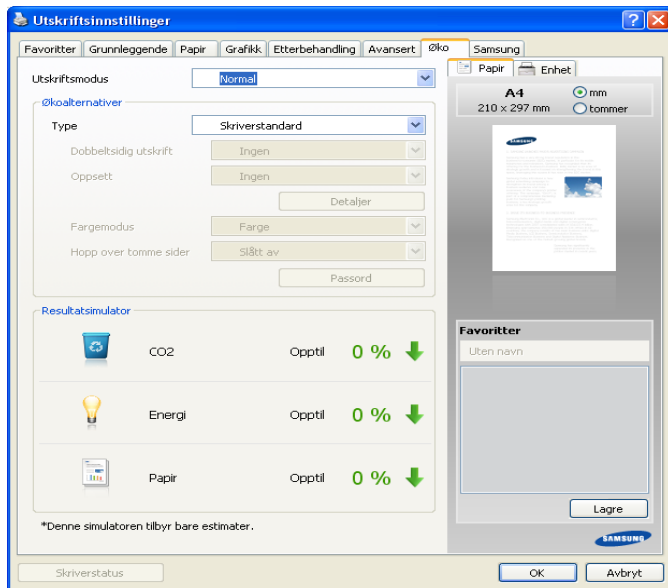 Utskriftsinnstillinger
Favoritter Grunnleggende Papir Grafikk Etterbehandling Avansert Øko Samsung
Utskriftsmodus Normal
Økoalternativer
Type Skriverstandard
Dobbeltsidig utskrift Ingen
Oppsett Ingen
Detaljer
Fargemodus Farge
Hopp over tomme sider Slått av
Passord
Resultatsimulator
CO2 Opptil 0 %
Energi Opptil 0 %
Papir Opptil 0 %
*Denne simulatoren tilbyr bare estimater.
Papir Enhet
A4 mm
210 x 297 mm tommer
SAMSUNG
Favoritter
Uten navn
Lagre
SAMSUNG
Skriverstatus OK Avbryt